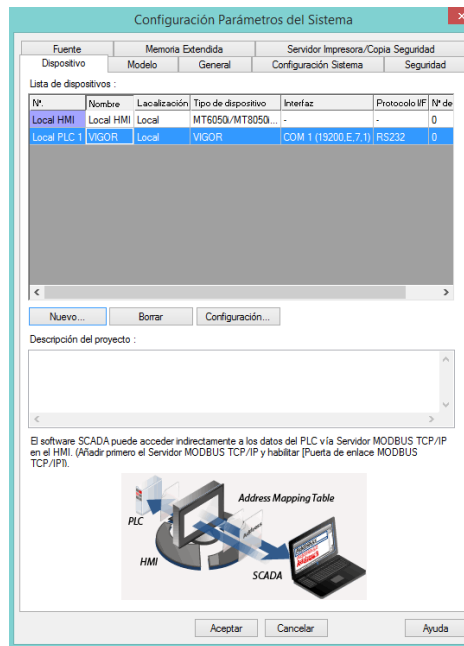 Configuración Parámetros del Sistema
Fuente Memoria Extendida Servidor Impresora/Copia Seguridad
Dispositivo Modelo General Configuración Sistema Seguridad
Lista de dispositivos :
Nº. Nombre Lacalización Tipo de dispositivo Interfaz Protocolo I/F Nº de
Local HMI Local HMI Local MT6050i/MT8050i... - - 0
Local PLC 1 VIGOR Local VIGOR COM 1 (19200,E,7,1) RS232 0
Nuevo... Borrar Configuración...
Descripción del proyecto :
El software SCADA puede acceder indirectamente a los datos del PLC vía Servidor MODBUS TCP/IP
en el HMI. (Añadir primero el Servidor MODBUS TCP/IP y habilitar [Puerta de enlace MODBUS
TCP/IP]).
Address Mapping Table
PLC
Address
HMI
SCADA
Aceptar Cancelar Ayuda